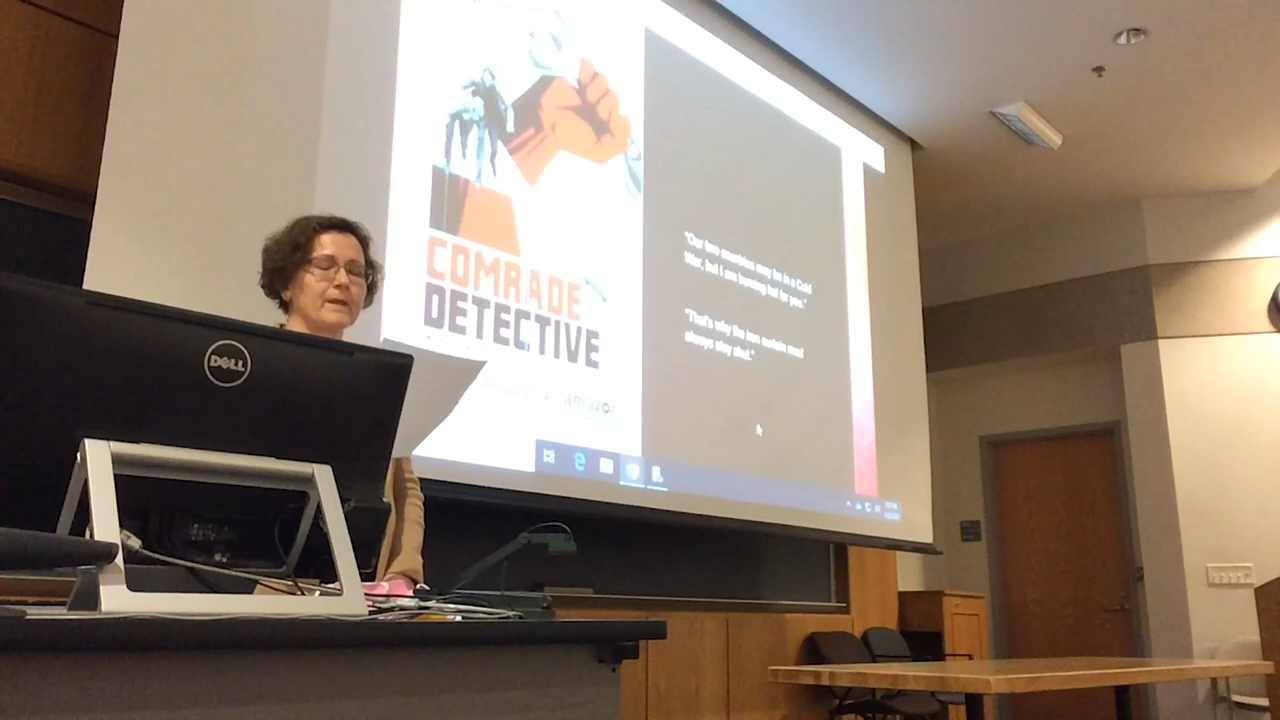 COMRADE
DETECTIVE
amazon
"Our two countries may be in a Cold
War, but I am burning hot for you."
"That's why the iron curtain must
always stay shut."
DELL